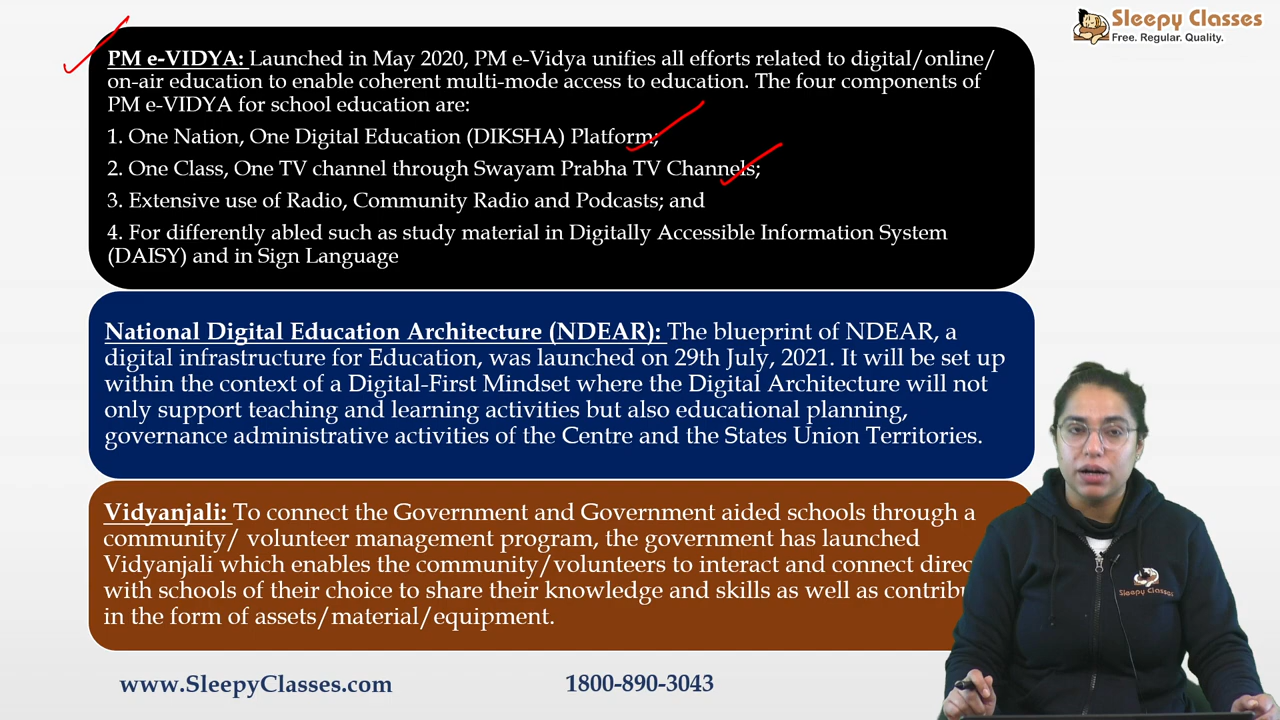 Sleepy Classes
Free. Regular. Quality.
PM e-VIDYA: Launched in May 2020, PM e-Vidya unifies all efforts related to digital/online/
on-air education to enable coherent multi-mode access to education. The four components of
PM e-VIDYA for school education are:
1. One Nation, One Digital Education (DIKSHA) Platform;
2. One Class, One TV channel through Swayam Prabha TV Channels;
3. Extensive use of Radio, Community Radio and Podcasts; and
4. For differently abled such as study material in Digitally Accessible Information System
(DAISY) and in Sign Language
National Digital Education Architecture (NDEAR): The blueprint of NDEAR, a
digital infrastructure for Education, was launched on 29th July, 2021. It will be set up
within the context of a Digital-First Mindset where the Digital Architecture will not
only support teaching and learning activities but also educational planning,
governance administrative activities of the Centre and the States Union Territories.
Vidyanjali: To connect the Government and Government aided schools through a
community/ volunteer management program, the government has launched
Vidyanjali which enables the community/volunteers to interact and connect
with schools of their choice to share their knowledge and skills as well as
in the form of assets/material/equipment.
Sleepy Classes
www.SleepyClasses.com
1800-890-3043